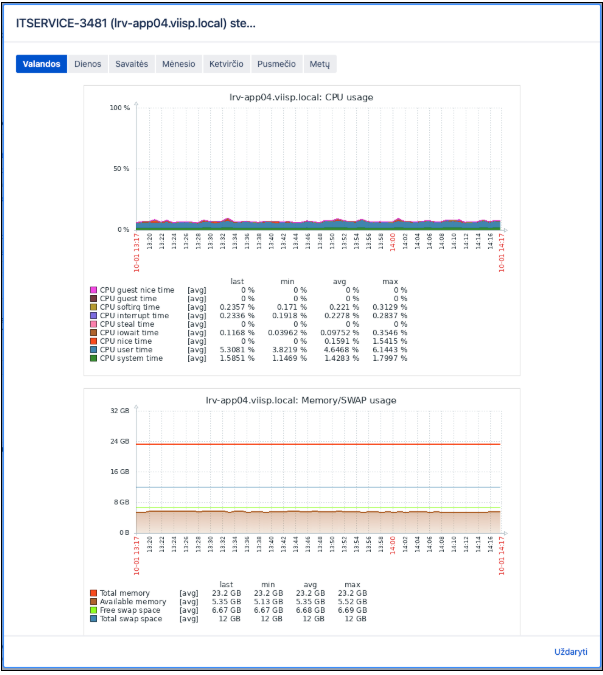 ITSERVICE-3481 (lrv-app04.viisp.local) ste...
Valandos Dienos Savaitės Mėnesio Ketvirčio Pusmečio Metų
lrv-app04.viisp.local: CPU usage
100 %
50 %
0 %
10-01 13:17 13:20 13:22 13:24 13:26 13:28 13:30 13:32 13:34 13:36 13:38 13:40 13:42 13:44 13:46 13:48 13:50 13:52 13:54 13:56 13:58 14:00 14:02 14:04 14:06 14:08 14:10 14:12 14:14 14:16 10-01 14:17
last min avg max
CPU guest nice time [avg] 0 % 0 % 0 % 0 %
CPU guest time [avg] 0 % 0 % 0 % 0 %
CPU softirq time [avg] 0.2357 % 0.171 % 0.221 % 0.3129 %
CPU interrupt time [avg] 0.2336 % 0.1918 % 0.2278 % 0.2837 %
CPU steal time [avg] 0 % 0 % 0 % 0 %
CPU iowait time [avg] 0.1168 % 0.03962 % 0.09752 % 0.3546 %
CPU nice time [avg] 0 % 0 % 0.1591 % 1.5415 %
CPU user time [avg] 5.3081 % 3.8219 % 4.6468 % 6.1443 %
CPU system time [avg] 1.5851 % 1.1469 % 1.4283 % 1.7997 %
lrv-app04.viisp.local: Memory/SWAP usage
32 GB
24 GB
16 GB
8 GB
0 B
10-01 13:17 13:20 13:22 13:24 13:26 13:28 13:30 13:32 13:34 13:36 13:38 13:40 13:42 13:44 13:46 13:48 13:50 13:52 13:54 13:56 13:58 14:00 14:02 14:04 14:06 14:08 14:10 14:12 14:14 14:16 10-01 14:17
last min avg max
Total memory [avg] 23.2 GB 23.2 GB 23.2 GB 23.2 GB
Available memory [avg] 5.35 GB 5.13 GB 5.35 GB 5.52 GB
Free swap space [avg] 6.67 GB 6.67 GB 6.68 GB 6.69 GB
Total swap space [avg] 12 GB 12 GB 12 GB 12 GB
Uždaryti